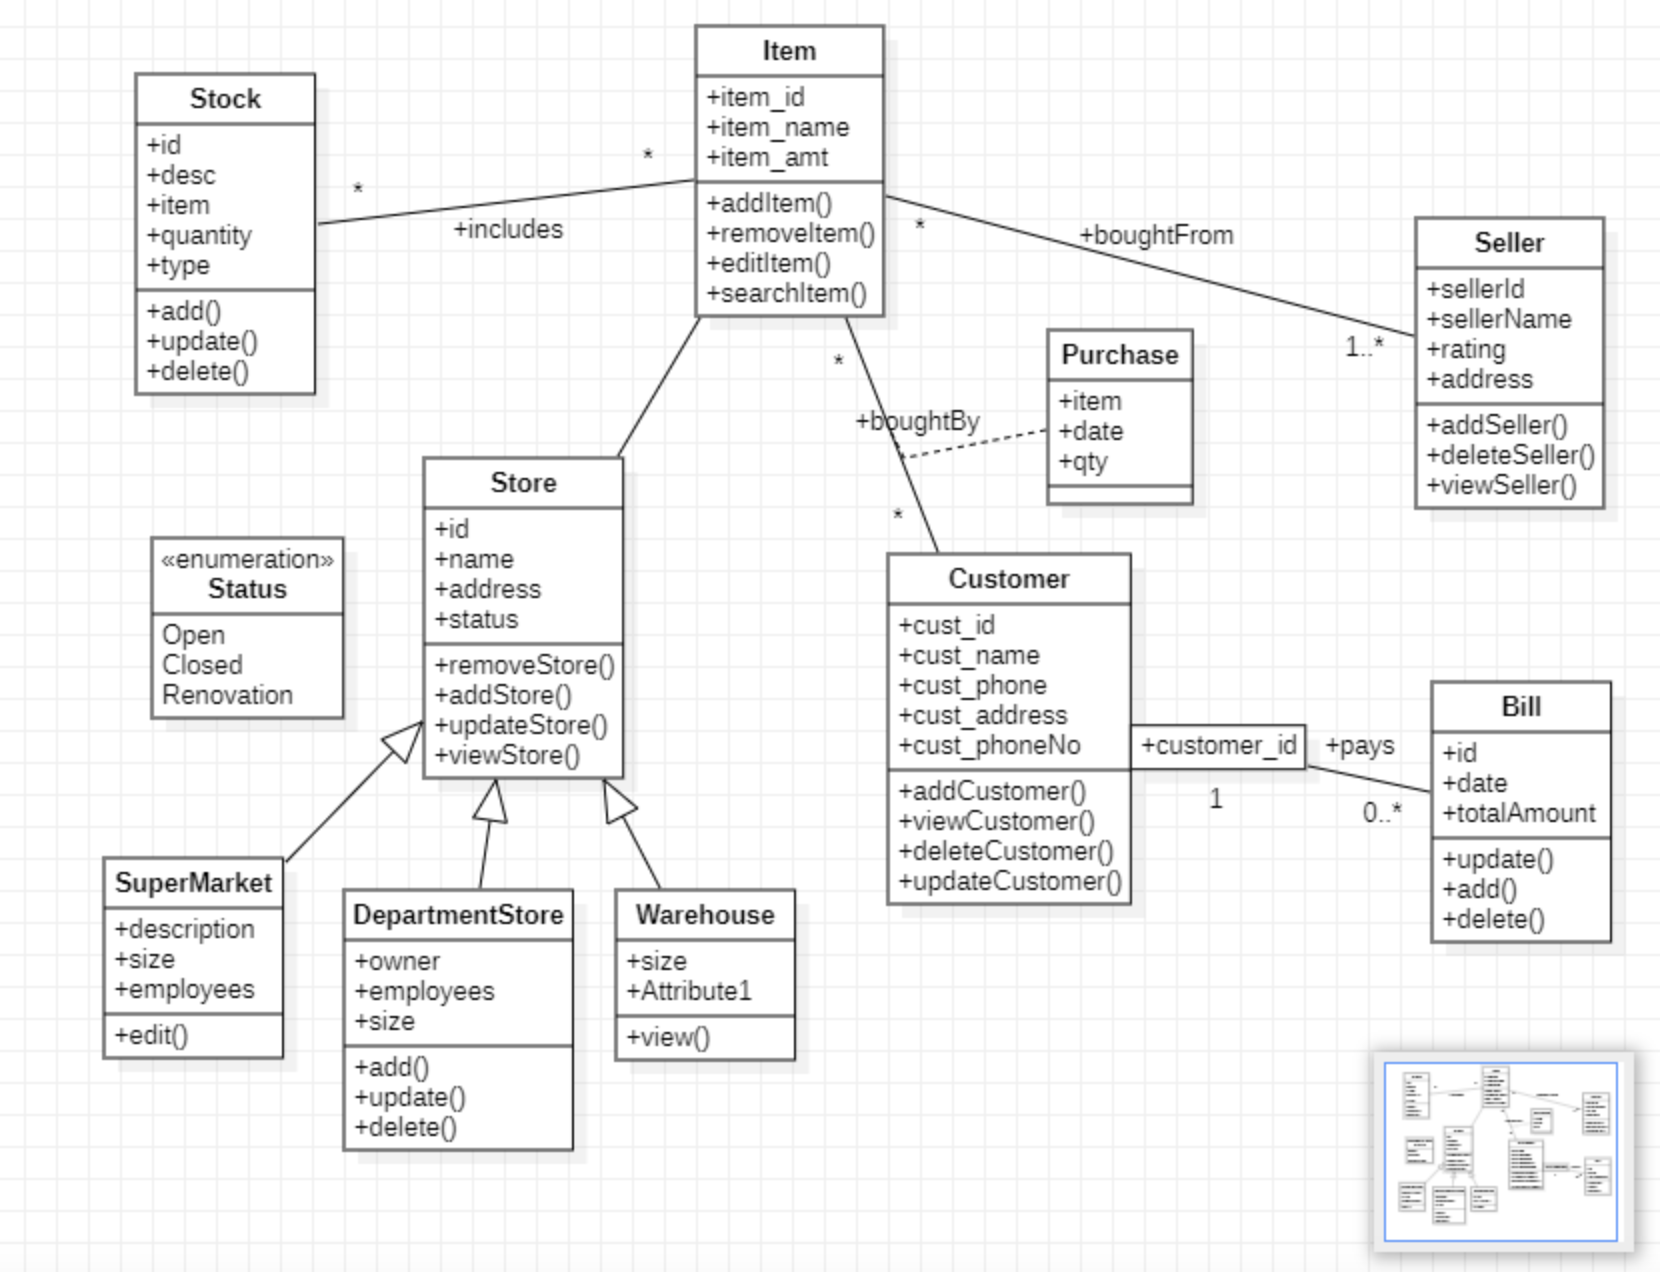 Item
+item_id
+item_name
+item_amt
+addItem()
+removeItem()
+editItem()
+searchItem()
Stock
+id
+desc
+item
+quantity
+type
+add()
+update()
+delete()
*
*
+includes
*
+boughtFrom
1..*
Seller
+sellerId
+sellerName
+rating
+address
+addSeller()
+deleteSeller()
+viewSeller()
*
+boughtBy
*
Purchase
+item
+date
+qty
Store
+id
+name
+address
+status
+removeStore()
+addStore()
+updateStore()
+viewStore()
«enumeration»
Status
Open
Closed
Renovation
Customer
+cust_id
+cust_name
+cust_phone
+cust_address
+cust_phoneNo
+addCustomer()
+viewCustomer()
+deleteCustomer()
+updateCustomer()
+customer_id
+pays
1
0..*
Bill
+id
+date
+totalAmount
+update()
+add()
+delete()
SuperMarket
+description
+size
+employees
+edit()
DepartmentStore
+owner
+employees
+size
+add()
+update()
+delete()
Warehouse
+size
+Attribute1
+view()